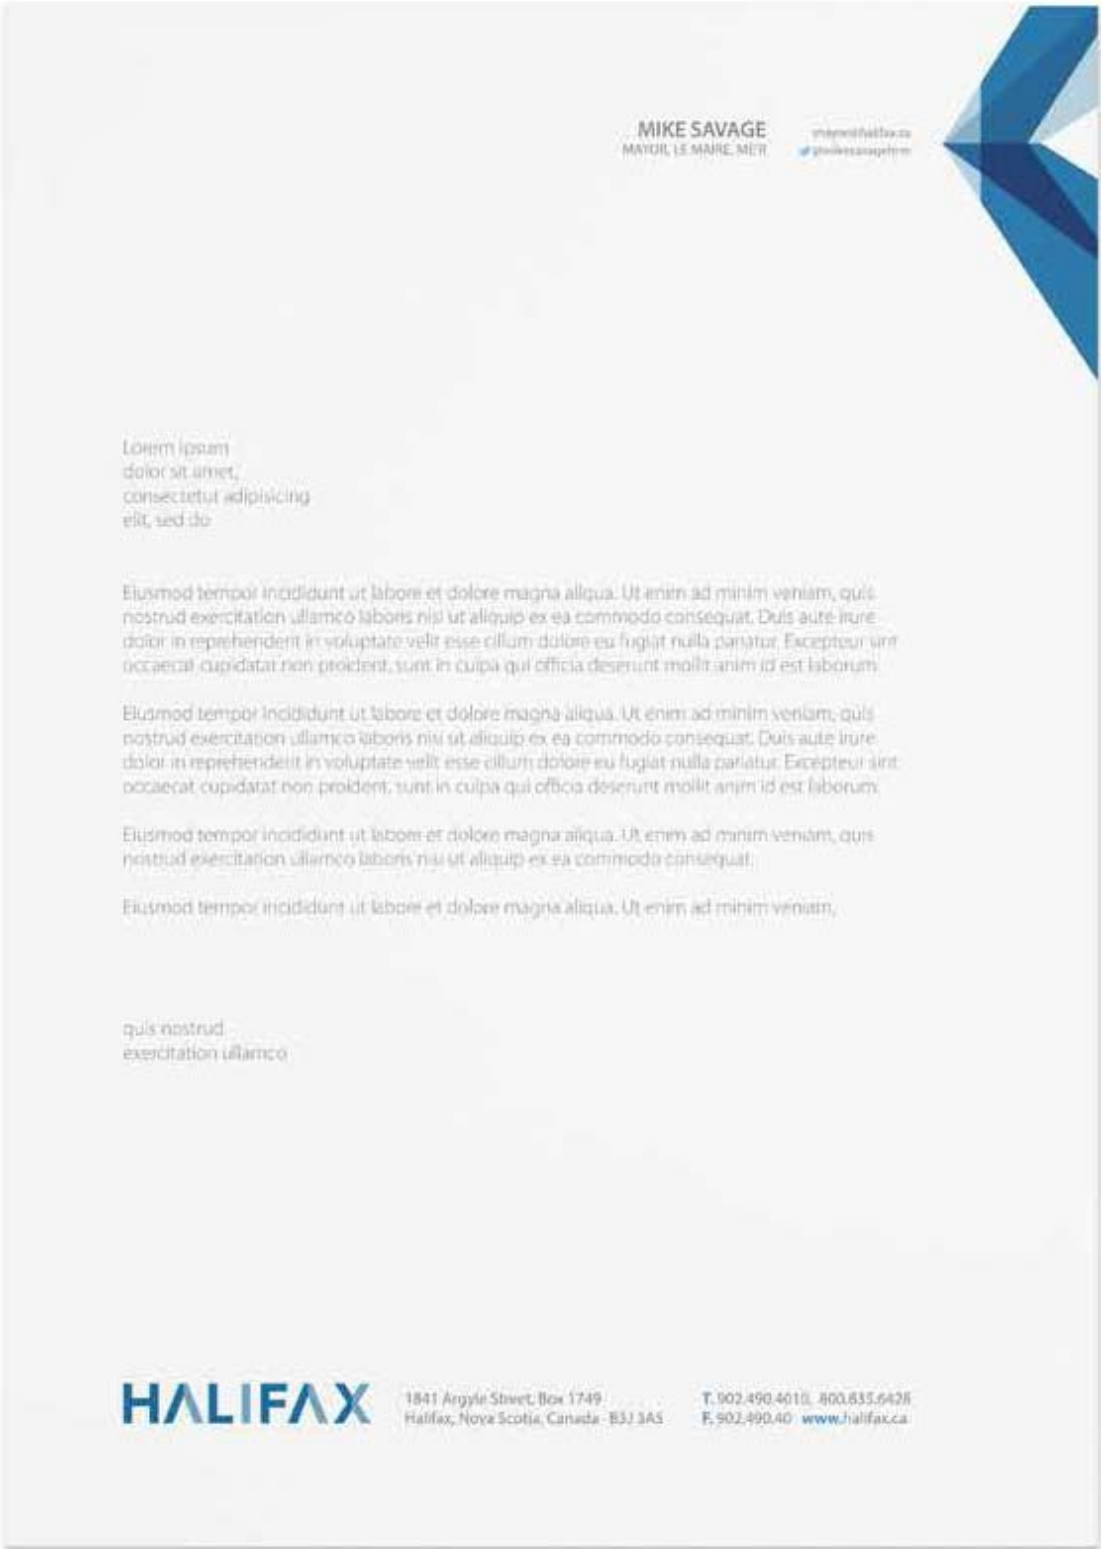 MIKE SAVAGE
MAYOR, LE MAIRE, ME'R
Lorem ipsum
dolor sit amet,
consectetur adipisicing
elit, sed do
Eiusmod tempor incididunt ut labore et dolore magna aliqua. Ut enim ad minim veniam, quis
nostrud exercitation ullamco laboris nisi ut aliquip ex ea commodo consequat. Duis aute irure
dolor in reprehenderit in voluptate velit esse cillum dolore eu fugiat nulla pariatur. Excepteur sint
occaecat cupidatat non proident, sunt in culpa qui officia deserunt mollit anim id est laborum.
Eiusmod tempor incididunt ut labore et dolore magna aliqua. Ut enim ad minim veniam, quis
nostrud exercitation ullamco laboris nisi ut aliquip ex ea commodo consequat. Duis aute irure
dolor in reprehenderit in voluptate velit esse cillum dolore eu fugiat nulla pariatur. Excepteur sint
occaecat cupidatat non proident, sunt in culpa qui officia deserunt mollit anim id est laborum.
Eiusmod tempor incididunt ut labore et dolore magna aliqua. Ut enim ad minim veniam, quis
nostrud exercitation ullamco laboris nisi ut aliquip ex ea commodo consequat.
Eiusmod tempor incididunt ut labore et dolore magna aliqua. Ut enim ad minim veniam,
quis nostrud
exercitation ullamco
HALIFAX
1841 Argyle Street, Box 1749
Halifax, Nova Scotia, Canada B3J 3A5
T. 902.490.4010, 800.835.6428
F. 902.490.40 www.halifax.ca